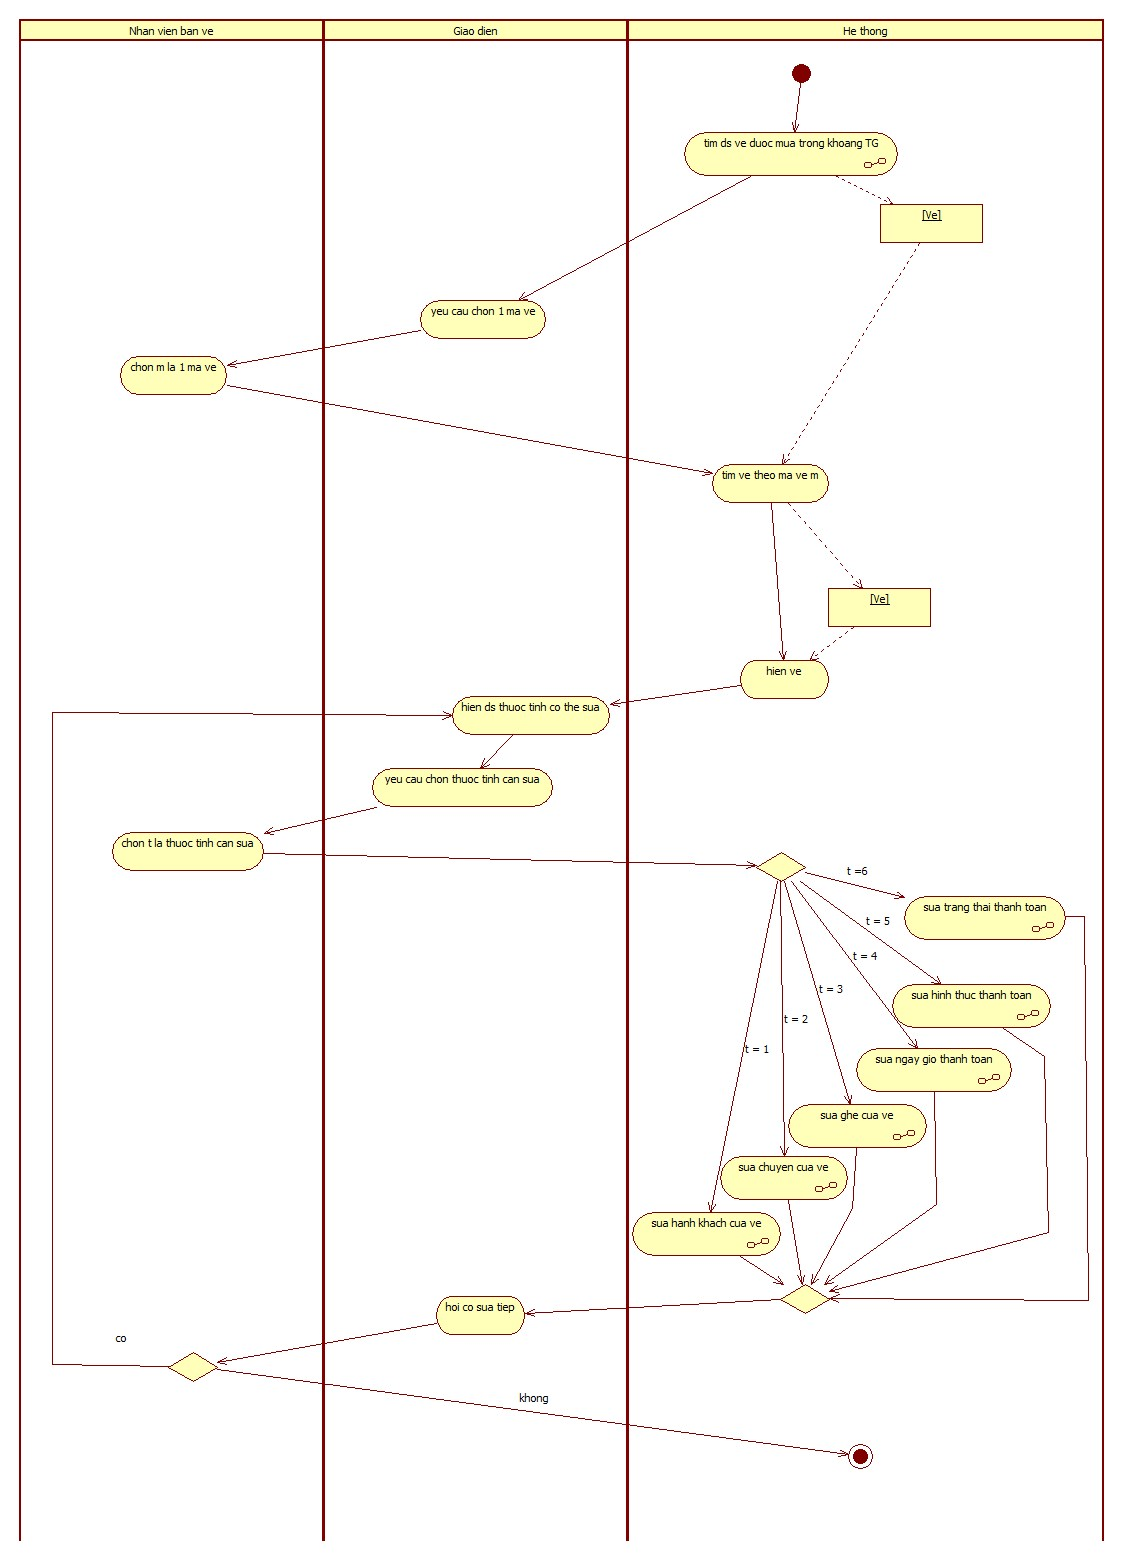 Nhan vien ban ve
Giao dien
He thong
tim ds ve duoc mua trong khoang TG
[Ve]
yeu cau chon 1 ma ve
chon m la 1 ma ve
tim ve theo ma ve m
[Ve]
hien ve
hien ds thuoc tinh co the sua
yeu cau chon thuoc tinh can sua
chon t la thuoc tinh can sua
t =6
sua trang thai thanh toan
t = 5
t = 4
t = 3
sua hinh thuc thanh toan
t = 2
t = 1
sua ngay gio thanh toan
sua ghe cua ve
sua chuyen cua ve
sua hanh khach cua ve
hoi co sua tiep
co
khong